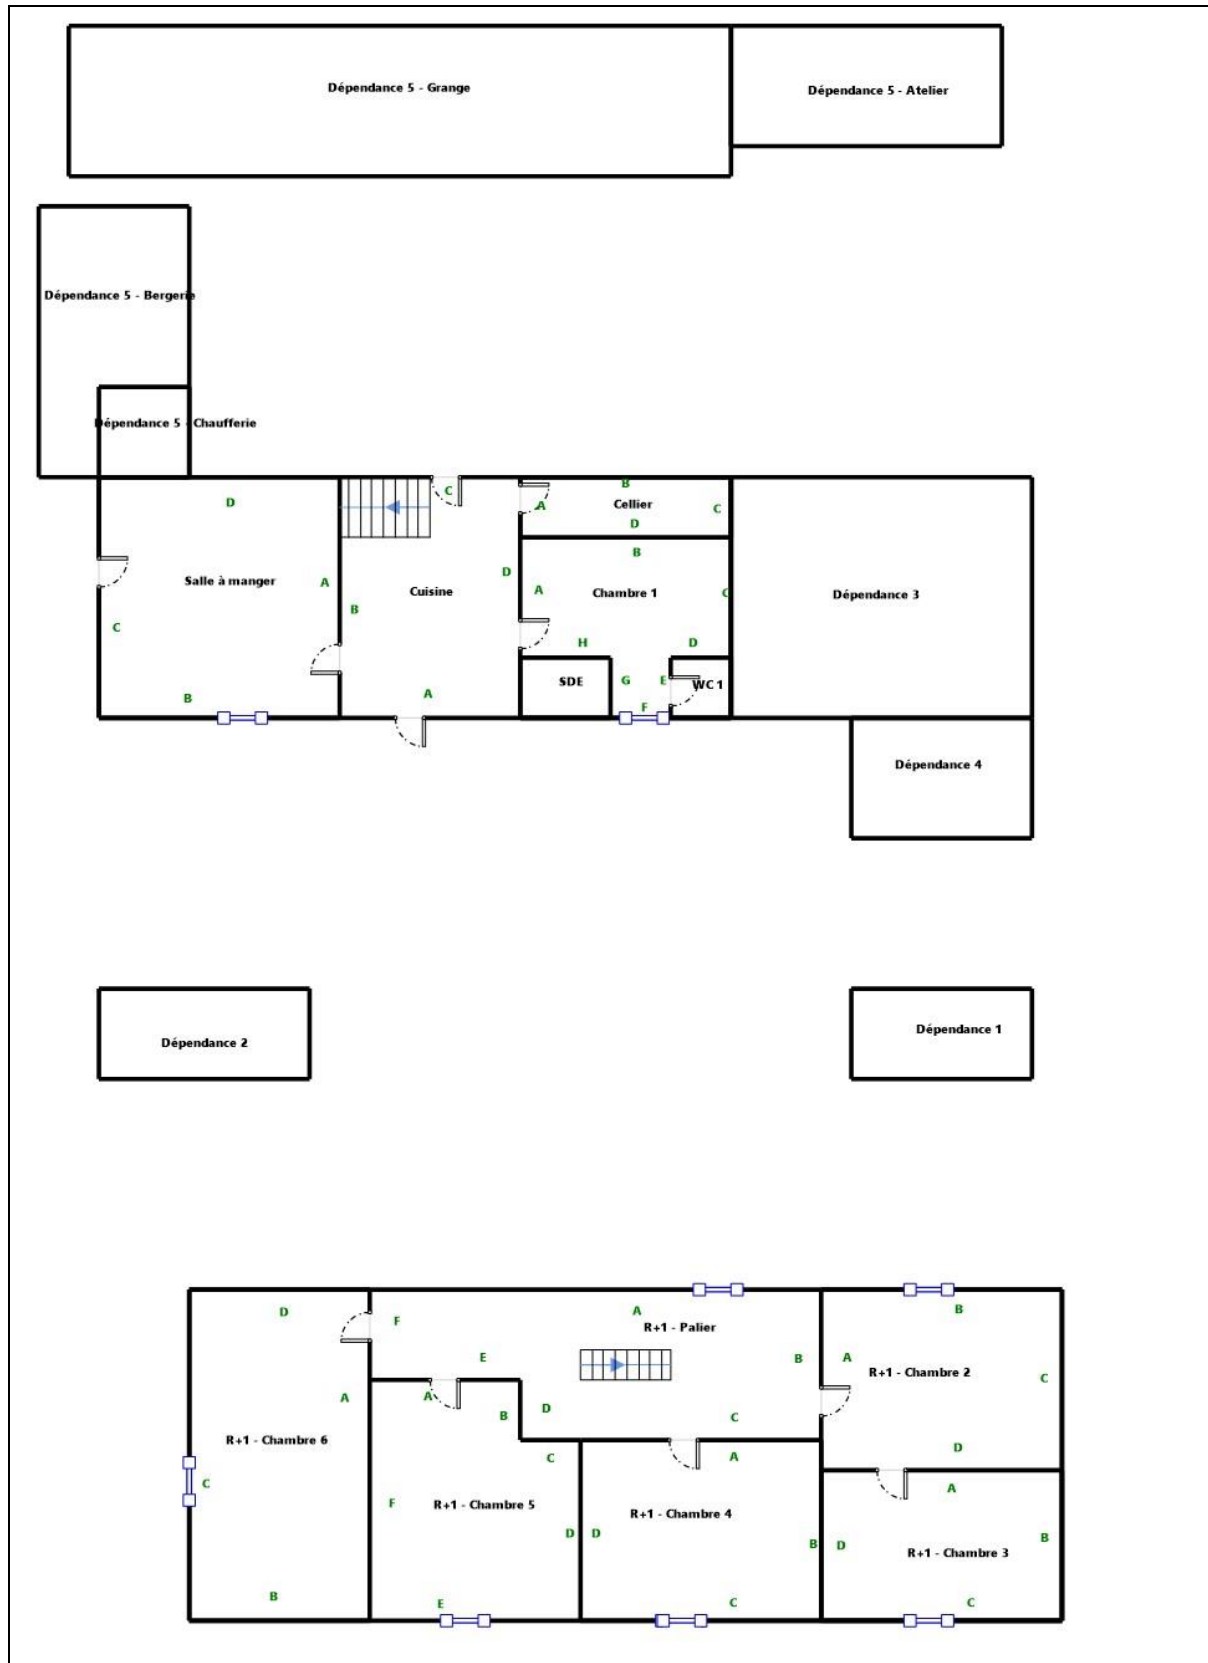 Dépendance 5 - Grange
Dépendance 5 - Atelier
Dépendance 5 - Bergerie
Dépendance 5 - Chaufferie
D
C
A
B
Cellier
C
D
B
Salle à manger
A
B
Cuisine
D
A
Chambre 1
C
Dépendance 3
C
H
D
B
A
SDE
G
E
WC 1
F
Dépendance 4
Dépendance 2
Dépendance 1
D
F
A
R+1 - Palier
B
E
B
A
R+1 - Chambre 2
C
A
A
B
D
C
R+1 - Chambre 6
C
A
D
C
F
R+1 - Chambre 5
D
D
R+1 - Chambre 4
B
A
D
R+1 - Chambre 3
B
B
E
C
C